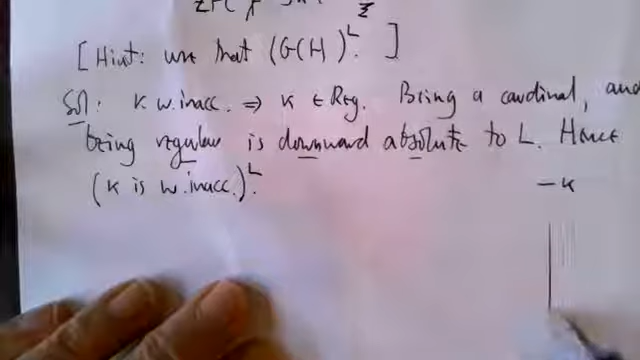 ZFC
[Hint: use that (GCH)^L. ]
Sol: κ w.inacc. ⇒ κ ∈ Reg. Being a cardinal, and
being regular is downward absolute to L. Hence
(κ is w.inacc.)^L.
– κ